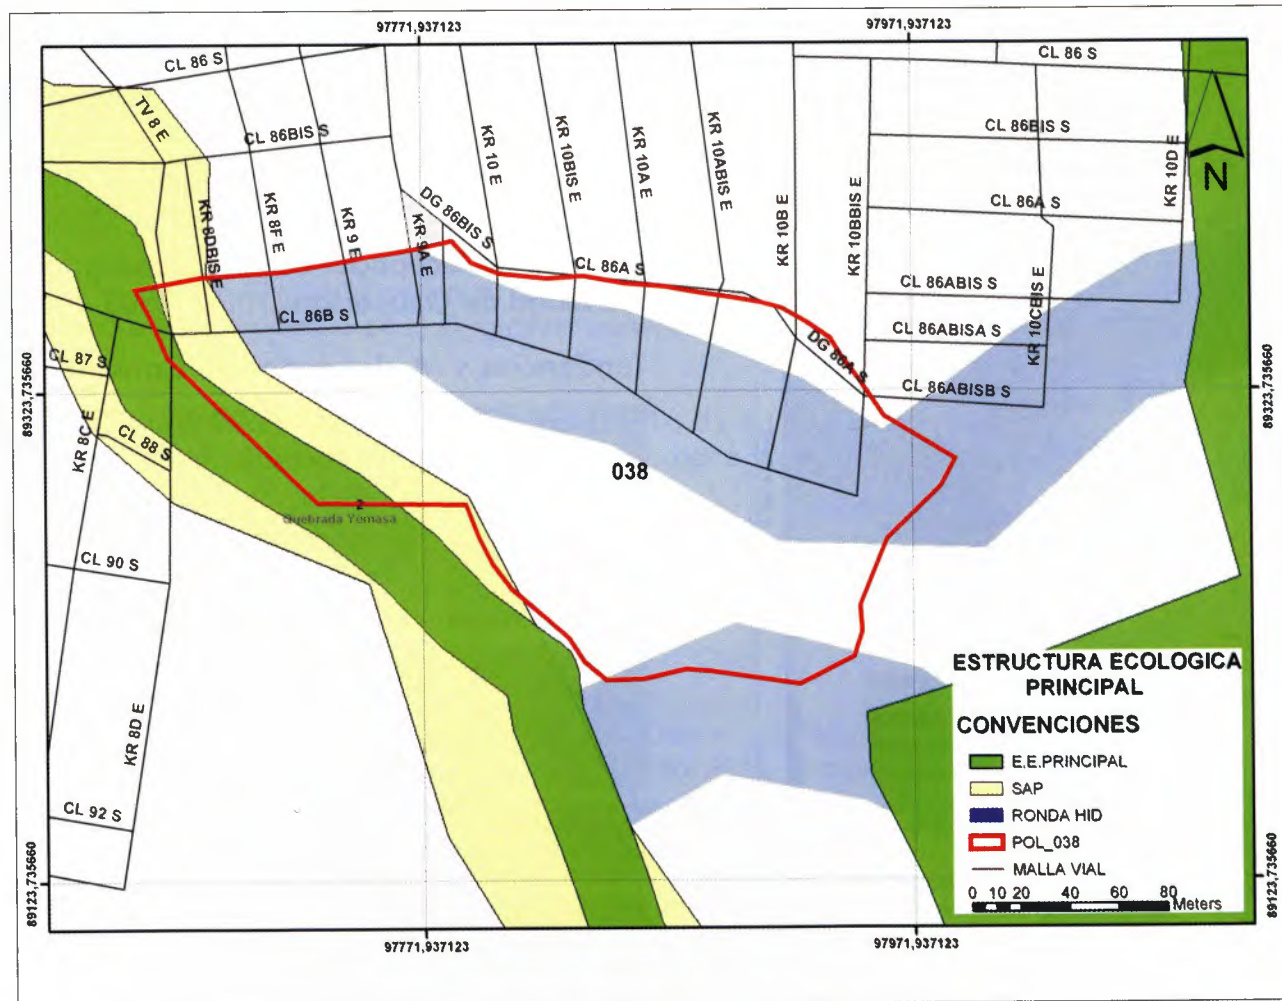 97771,937123
97971,937123
CL 86 S
CL 86 S
TV 8 E
CL 86BIS S
KR 10 E
KR 10BIS E
KR 10A E
KR 10ABIS E
CL 86BIS S
KR 10D E
N
KR 8DBIS E
KR 8F E
KR 9 E
KR 9A E
DG 86BIS S
KR 10B E
KR 10BBIS E
CL 86A S
CL 86A S
CL 86ABIS S
CL 86B S
CL 86ABISA S
KR 10CBIS E
CL 87 S
DG 86A S
CL 86ABISB S
89323,735660
89323,735660
KR 8C E
CL 88 S
038
Quebrada Yomasa
CL 90 S
KR 8D E
CL 92 S
ESTRUCTURA ECOLOGICA
PRINCIPAL
CONVENCIONES
E.E.PRINCIPAL
SAP
RONDA HID
POL_038
MALLA VIAL
0 10 20 40 60 80
Meters
89123,735660
89123,735660
97771,937123
97971,937123